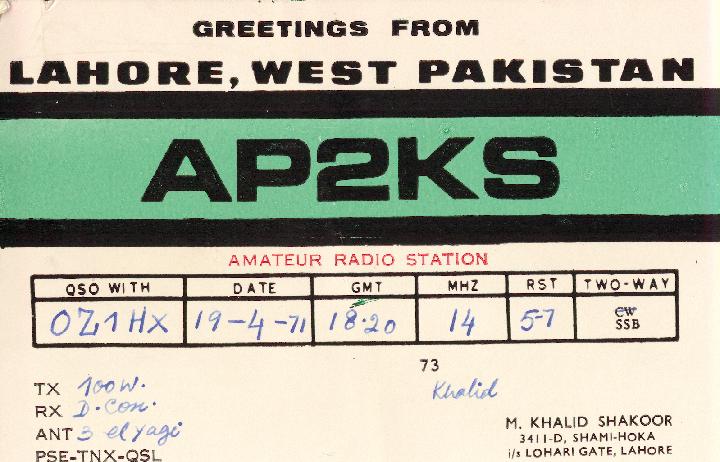 GREETINGS FROM
LAHORE, WEST PAKISTAN
AP2KS
AMATEUR RADIO STATION
QSO WITH DATE GMT MHZ RST TWO-WAY
OZ1HX 19-4-71 18.20 14 5-7 CW
SSB
73
Khalid
TX 100W.
RX D.Con.
ANT 3 el yagi
PSE-TNX-QSL
M. KHALID SHAKOOR
3411-D, SHAMI-HOKA
i/s LOHARI GATE, LAHORE